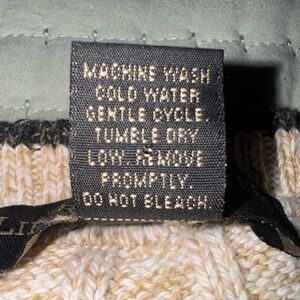 MACHINE WASH
COLD WATER
GENTLE CYCLE.
TUMBLE DRY
LOW-REMOVE
PROMPTLY.
DO NOT BLEACH.